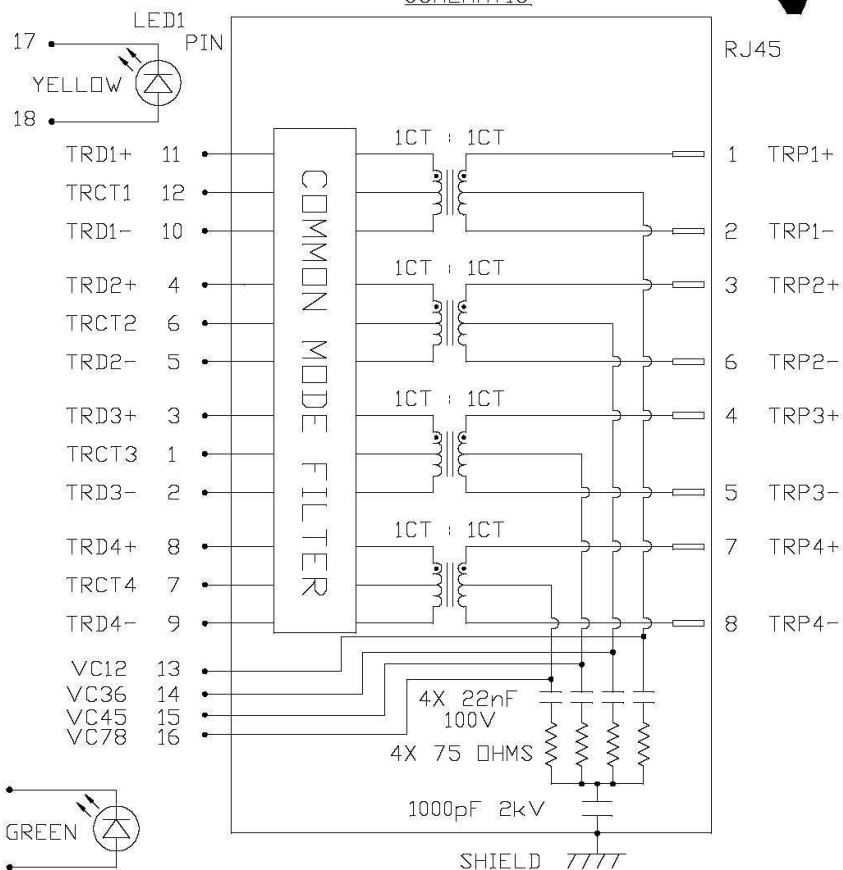 LED1
17
PIN
RJ45
YELLOW
18
1CT : 1CT
TRD1+ 11
1 TRP1+
TRCT1 12
TRD1- 10
2 TRP1-
1CT : 1CT
TRD2+ 4
3 TRP2+
TRCT2 6
TRD2- 5
6 TRP2-
COMMON MODE FILTER
1CT : 1CT
TRD3+ 3
4 TRP3+
TRCT3 1
TRD3- 2
5 TRP3-
1CT : 1CT
TRD4+ 8
7 TRP4+
TRCT4 7
TRD4- 9
8 TRP4-
VC12 13
VC36 14
VC45 15
VC78 16
4X 22nF
100V
4X 75 OHMS
1000pF 2kV
GREEN
SHIELD